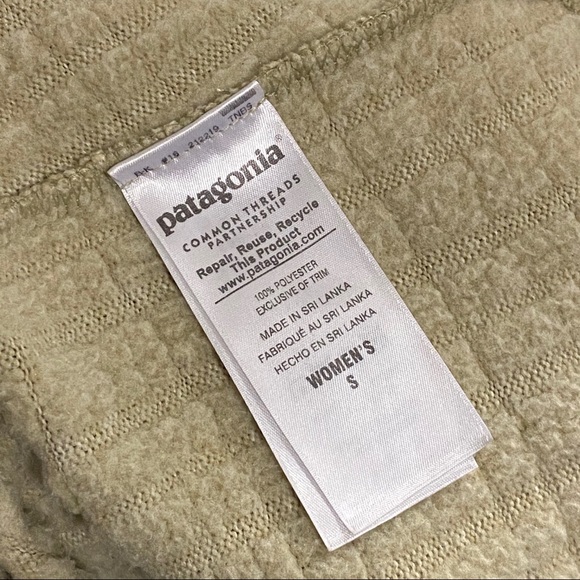 patagonia®
COMMON THREADS
PARTNERSHIP
Repair, Reuse, Recycle
This Product
www.patagonia.com
100% POLYESTER
EXCLUSIVE OF TRIM
MADE IN SRI LANKA
FABRIQUÉ AU SRI LANKA
HECHO EN SRI LANKA
WOMEN'S
S